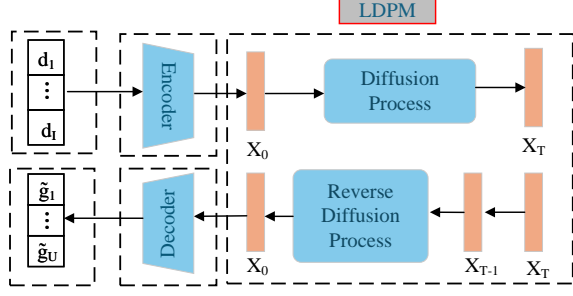 LDPM
d1
⋮
dI
Encoder
X0
Diffusion
Process
XT
g̃1
⋮
g̃U
Decoder
X0
Reverse
Diffusion
Process
XT-1
XT